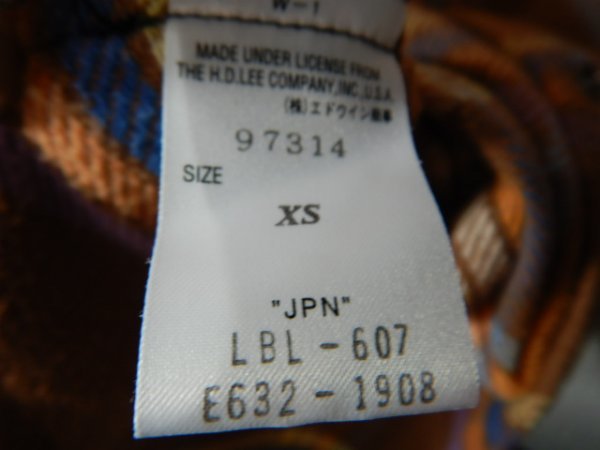 W-1
MADE UNDER LICENSE FROM
THE H.D.LEE COMPANY,INC.U.S.A.
(株)エドウイン商事
97314
SIZE
XS
"JPN"
LBL-607
E632-1908